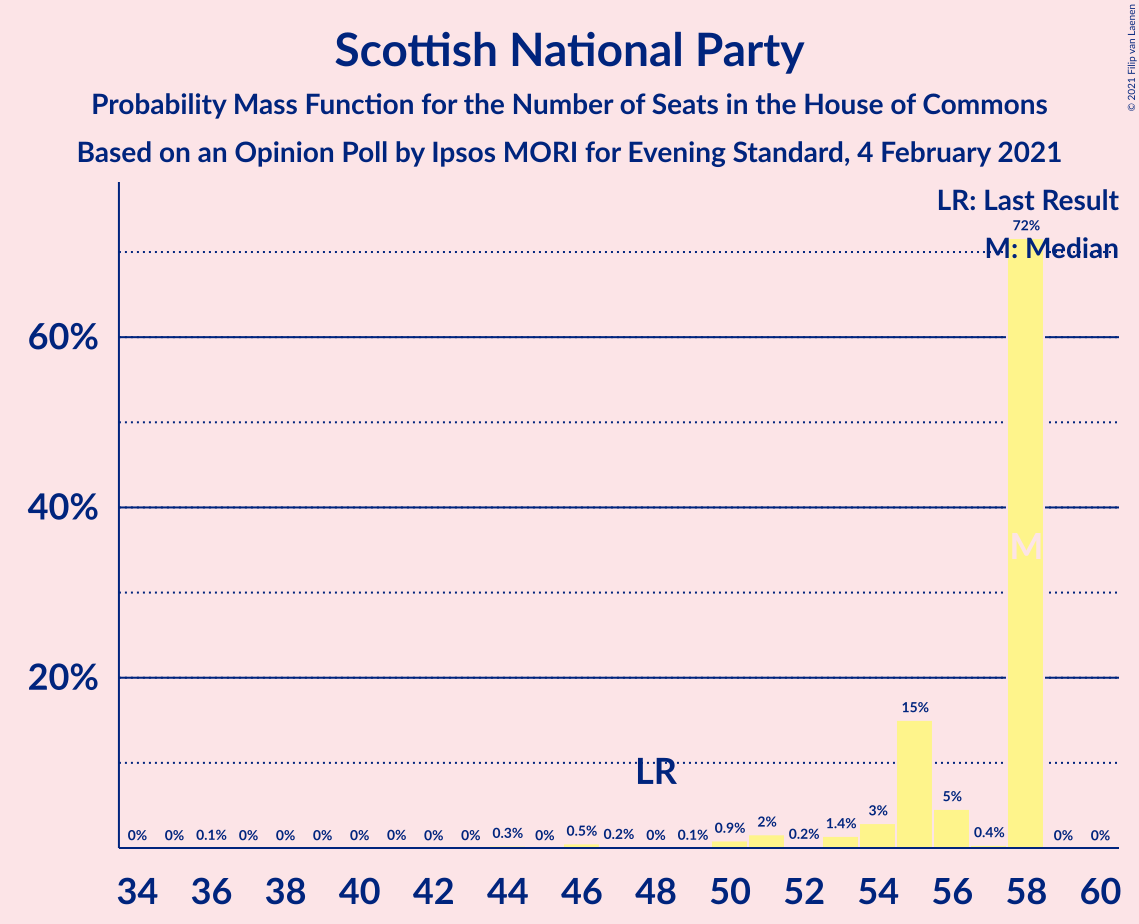 © 2021 Filip van Laenen
Scottish National Party
Probability Mass Function for the Number of Seats in the House of Commons
Based on an Opinion Poll by Ipsos MORI for Evening Standard, 4 February 2021
LR: Last Result
72%
M: Median
60%
40%
M
20%
15%
LR
0% 0% 0.1% 0% 0% 0% 0% 0% 0% 0% 0.3% 0% 0.5% 0.2% 0% 0.1% 0.9% 2% 0.2% 1.4% 3% 5% 0.4% 0% 0%
34 36 38 40 42 44 46 48 50 52 54 56 58 60